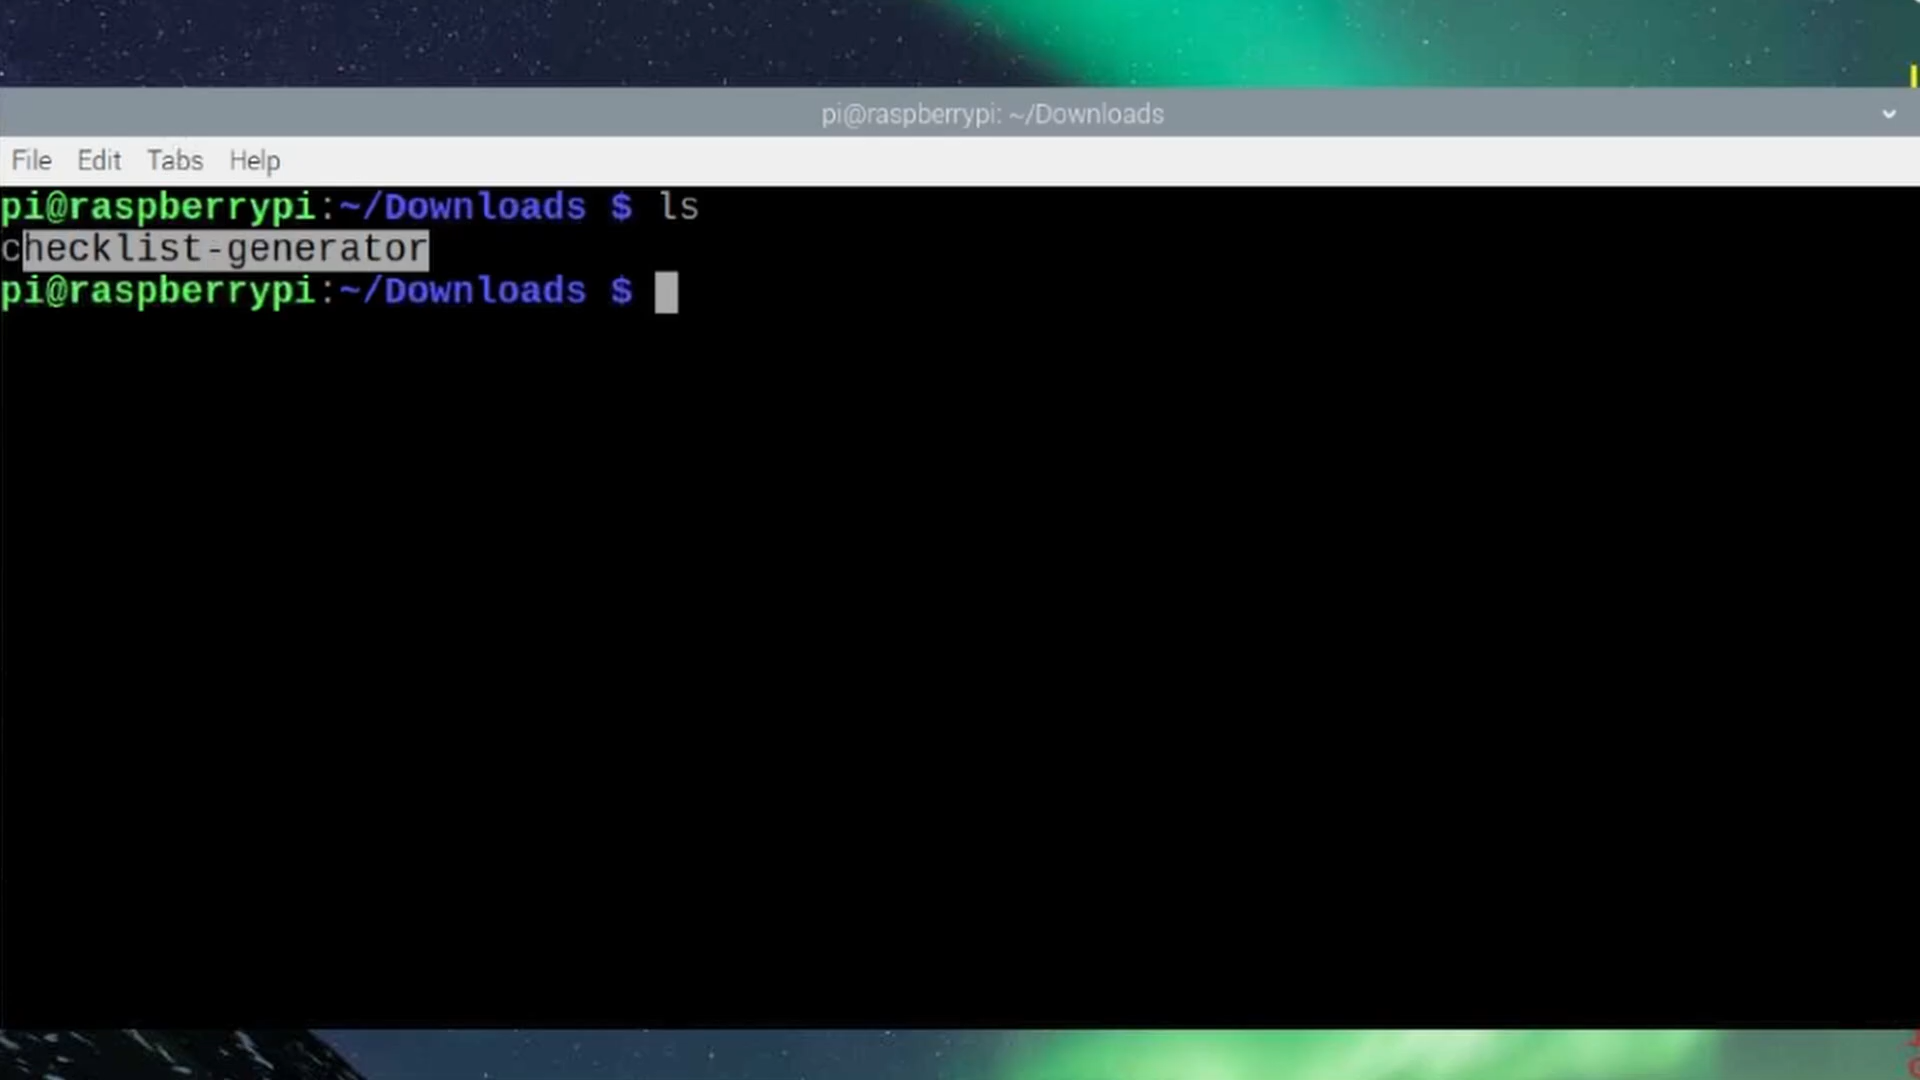 pi@raspberrypi: ~/Downloads
File Edit Tabs Help
pi@raspberrypi:~/Downloads $ ls
checklist-generator
pi@raspberrypi:~/Downloads $